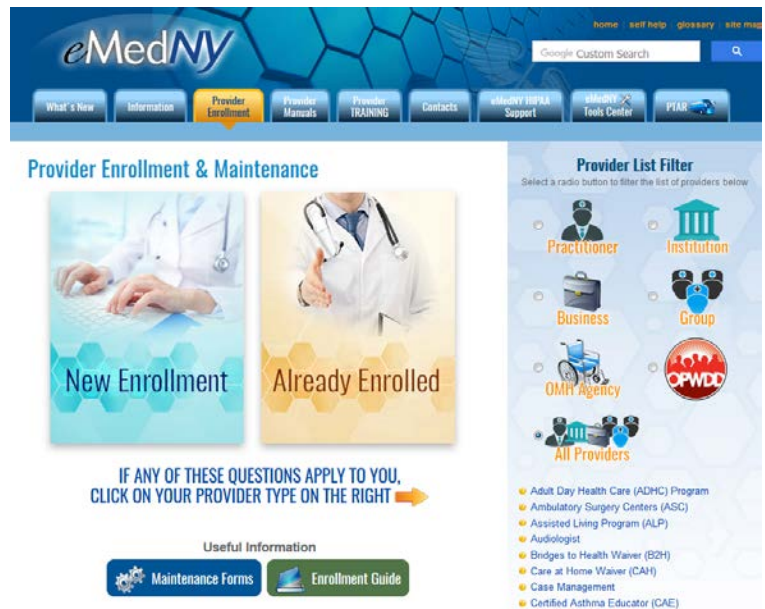 home self help glossary site map
eMedNY
Google Custom Search
What's New
Information
Provider
Enrollment
Provider
Manuals
Provider
TRAINING
Contacts
eMedNY HIPAA
Support
eMedNY
Tools Center
PTAR
Provider Enrollment & Maintenance
New Enrollment
Already Enrolled
IF ANY OF THESE QUESTIONS APPLY TO YOU,
CLICK ON YOUR PROVIDER TYPE ON THE RIGHT
Useful Information
Maintenance Forms
Enrollment Guide
Provider List Filter
Select a radio button to filter the list of providers below
Practitioner
Institution
Business
Group
OMH Agency
OPWDD
All Providers
Adult Day Health Care (ADHC) Program
Ambulatory Surgery Centers (ASC)
Assisted Living Program (ALP)
Audiologist
Bridges to Health Waiver (B2H)
Care at Home Waiver (CAH)
Case Management
Certified Asthma Educator (CAE)